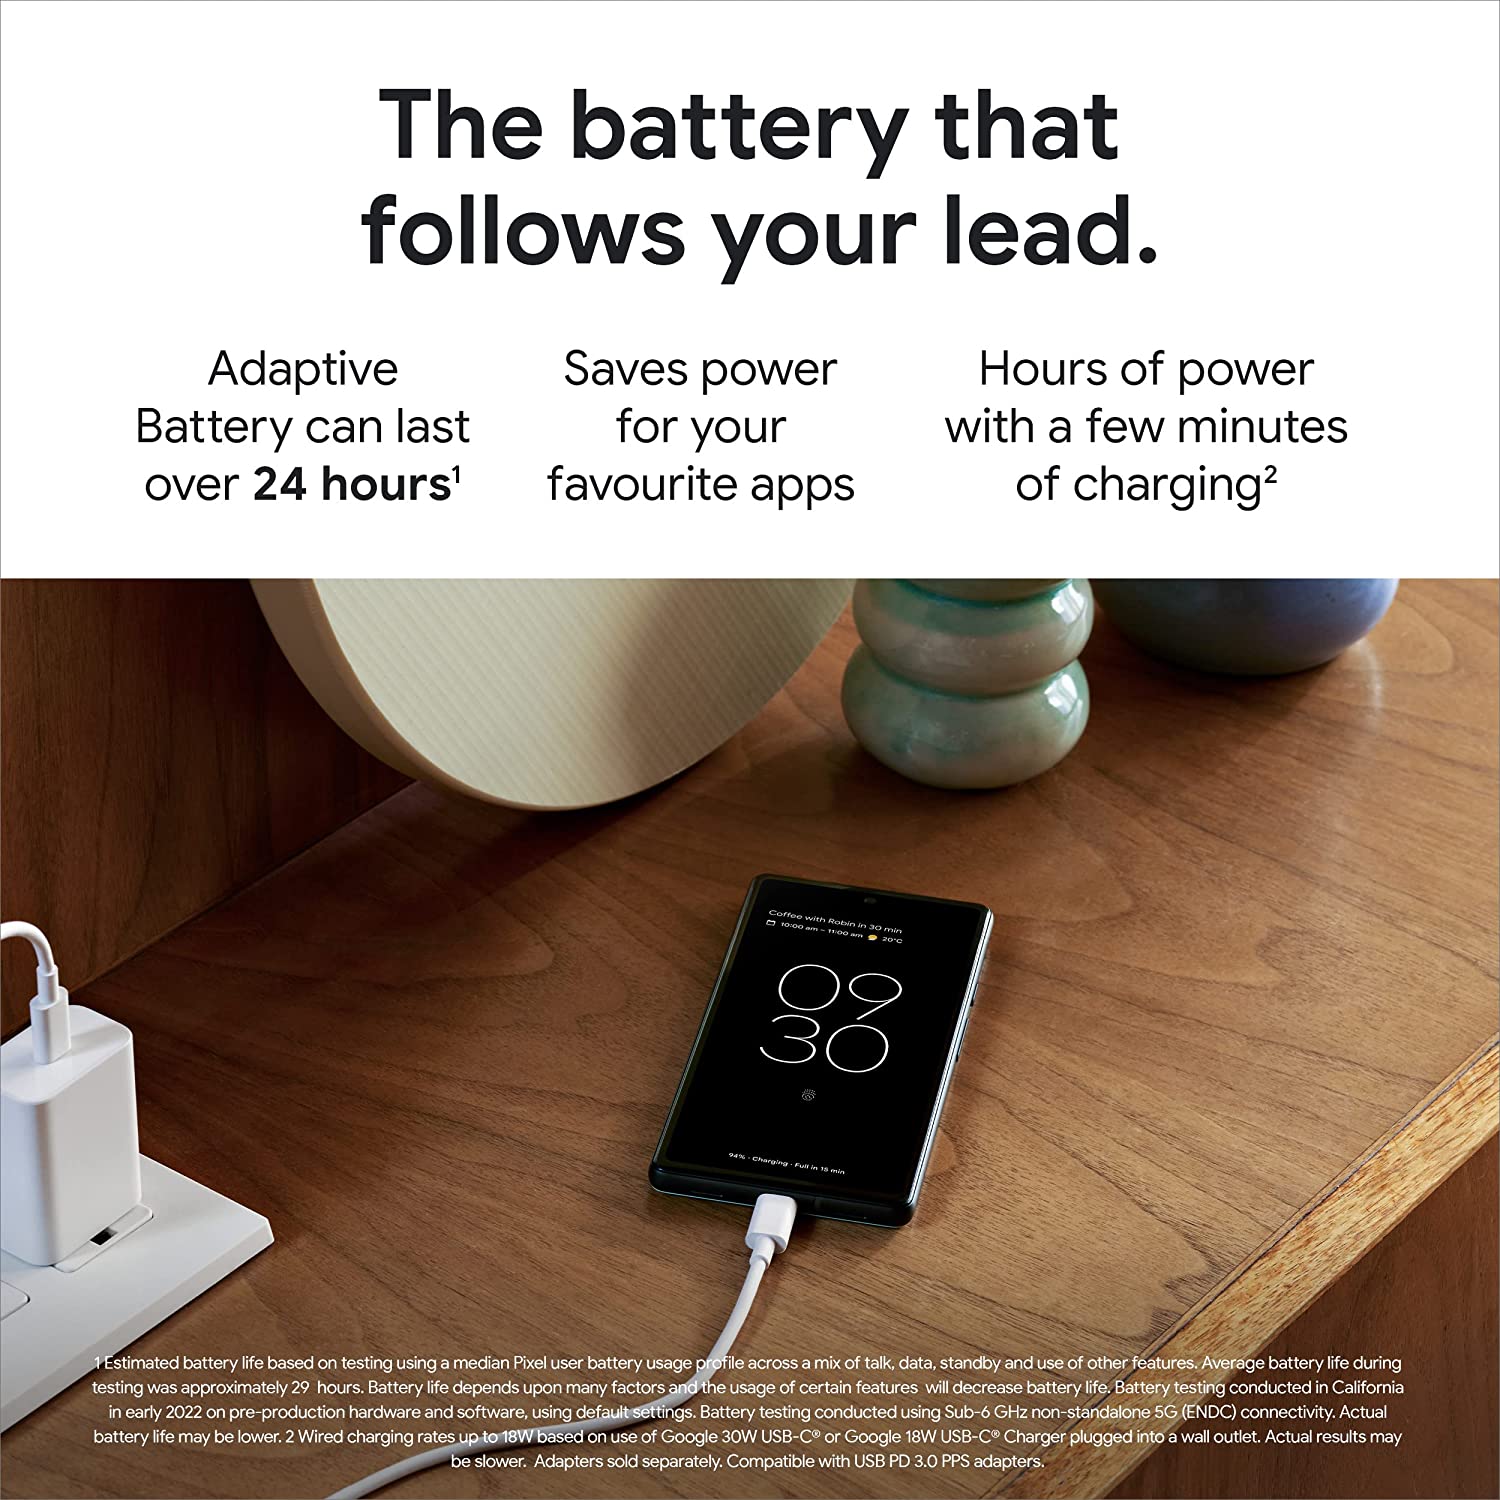 The battery that
follows your lead.
Adaptive
Battery can last
over 24 hours¹
Saves power
for your
favourite apps
Hours of power
with a few minutes
of charging²
Coffee with Robin in 30 min
10:00 am – 11:00 am 20°C
09
30
94% · Charging · Full in 15 min
1 Estimated battery life based on testing using a median Pixel user battery usage profile across a mix of talk, data, standby and use of other features. Average battery life during
testing was approximately 29 hours. Battery life depends upon many factors and the usage of certain features will decrease battery life. Battery testing conducted in California
in early 2022 on pre-production hardware and software, using default settings. Battery testing conducted using Sub-6 GHz non-standalone 5G (ENDC) connectivity. Actual
battery life may be lower. 2 Wired charging rates up to 18W based on use of Google 30W USB-C® or Google 18W USB-C® Charger plugged into a wall outlet. Actual results may
be slower. Adapters sold separately. Compatible with USB PD 3.0 PPS adapters.